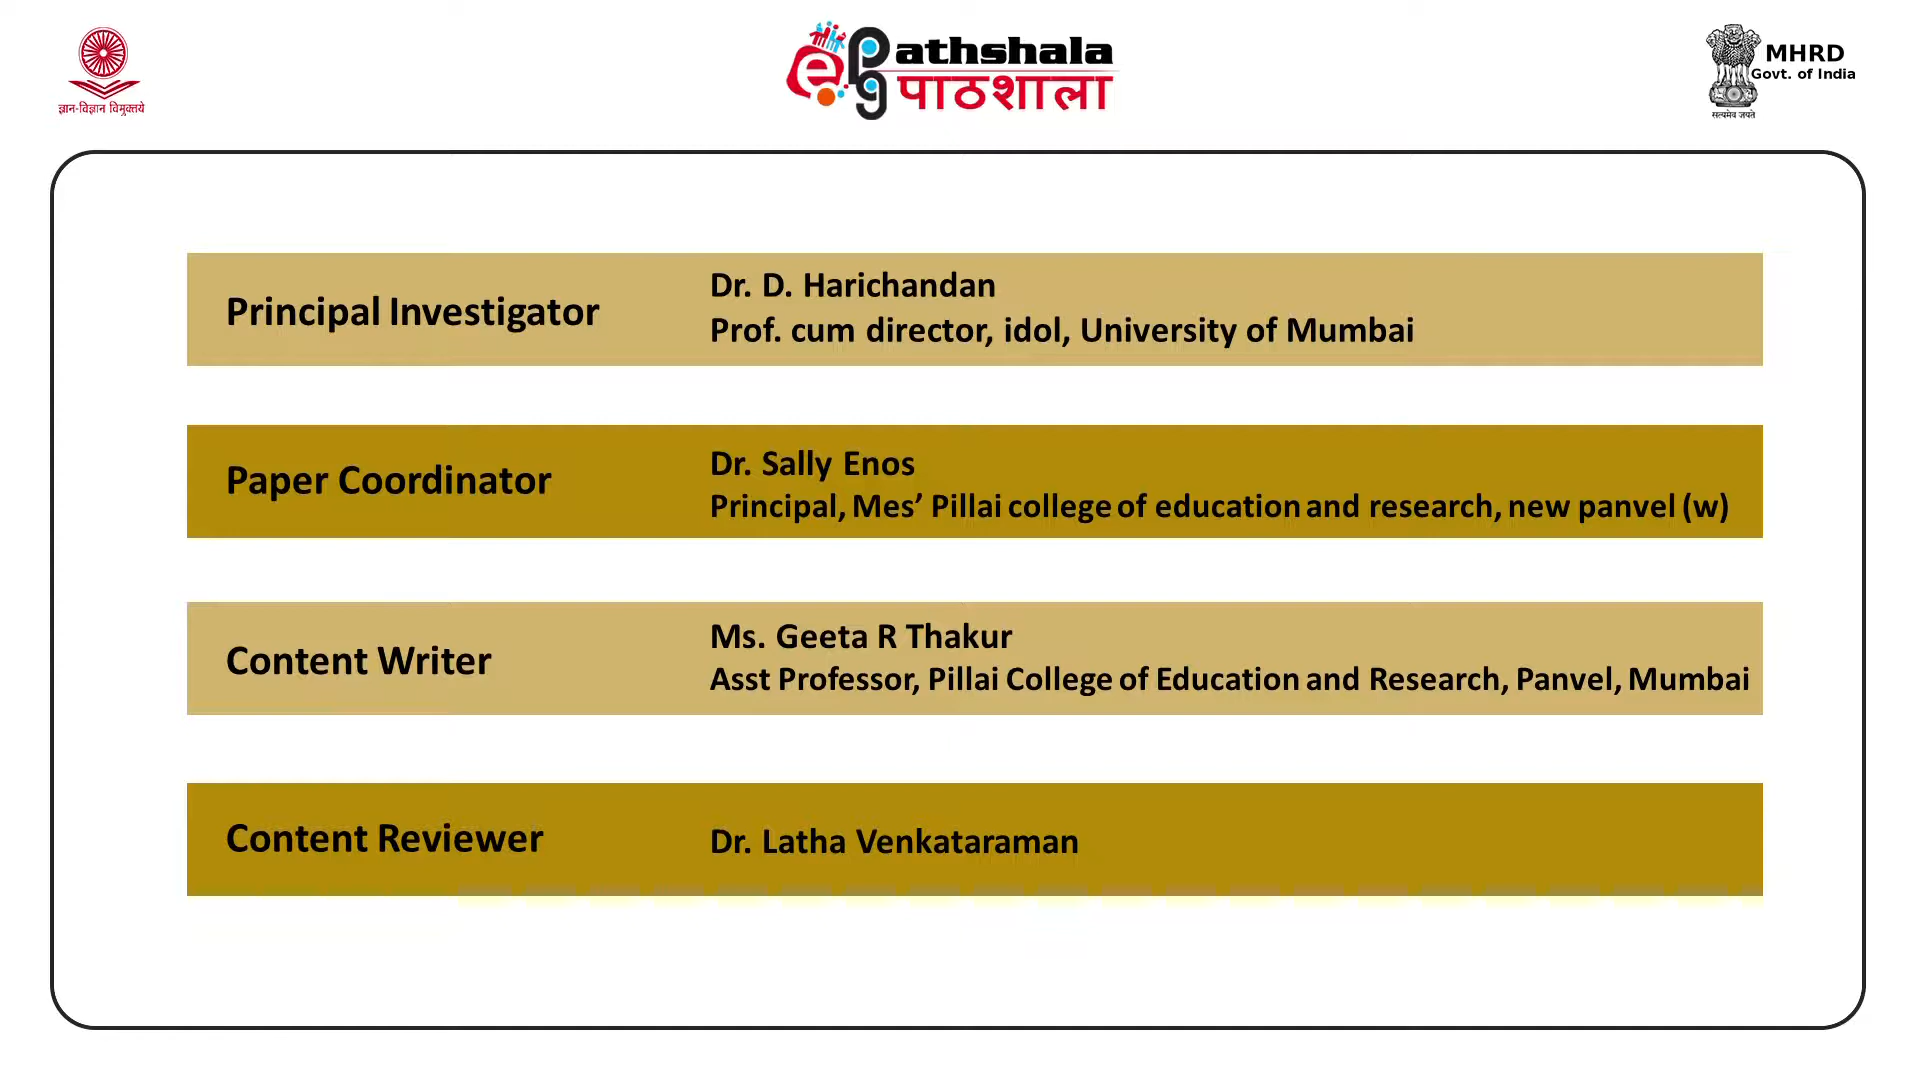 ज्ञान-विज्ञान विमुक्तये
e pg athshala
पाठशाला
MHRD
Govt. of India
सत्यमेव जयते
Principal Investigator
Dr. D. Harichandan
Prof. cum director, idol, University of Mumbai
Paper Coordinator
Dr. Sally Enos
Principal, Mes’ Pillai college of education and research, new panvel (w)
Content Writer
Ms. Geeta R Thakur
Asst Professor, Pillai College of Education and Research, Panvel, Mumbai
Content Reviewer
Dr. Latha Venkataraman